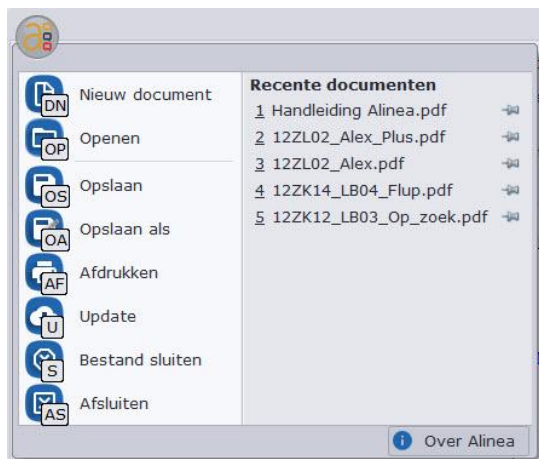 a
DN Nieuw document
OP Openen
OS Opslaan
OA Opslaan als
AF Afdrukken
U Update
S Bestand sluiten
AS Afsluiten
Recente documenten
1 Handleiding Alinea.pdf
2 12ZL02_Alex_Plus.pdf
3 12ZL02_Alex.pdf
4 12ZK14_LB04_Flup.pdf
5 12ZK12_LB03_Op_zoek.pdf
Over Alinea